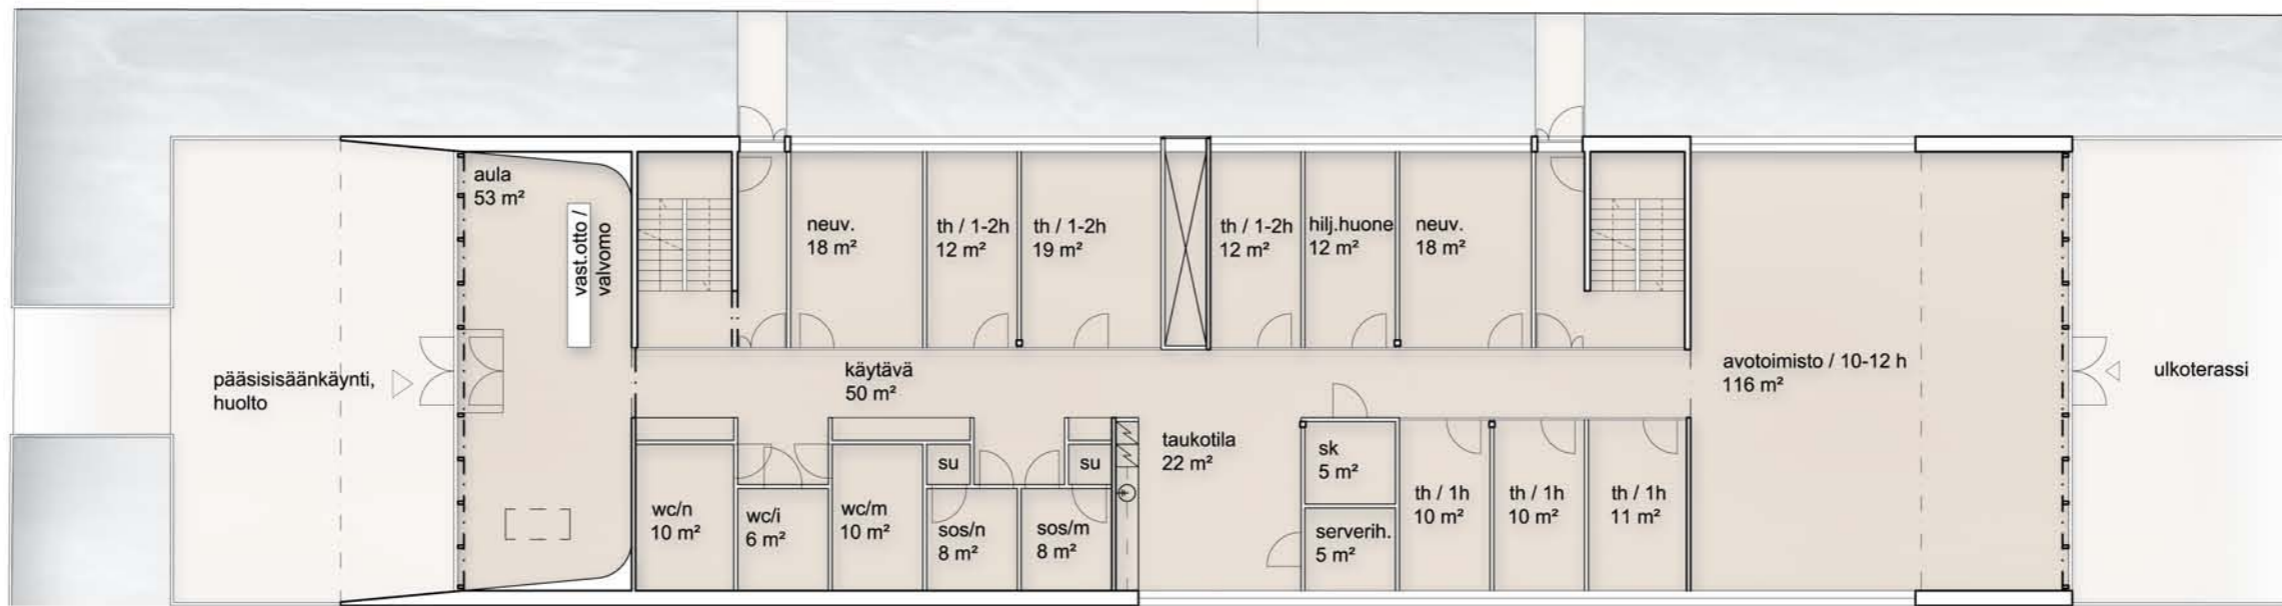 aula
53 m²
vast.otto /
valvomo
neuv.
18 m²
th / 1-2h
12 m²
th / 1-2h
19 m²
th / 1-2h
12 m²
hilj.huone
12 m²
neuv.
18 m²
pääsisisäänkäynti,
huolto
käytävä
50 m²
avotoimisto / 10-12 h
116 m²
ulkoterassi
wc/n
10 m²
wc/i
6 m²
wc/m
10 m²
su
sos/n
8 m²
su
sos/m
8 m²
taukotila
22 m²
sk
5 m²
serverih.
5 m²
th / 1h
10 m²
th / 1h
10 m²
th / 1h
11 m²